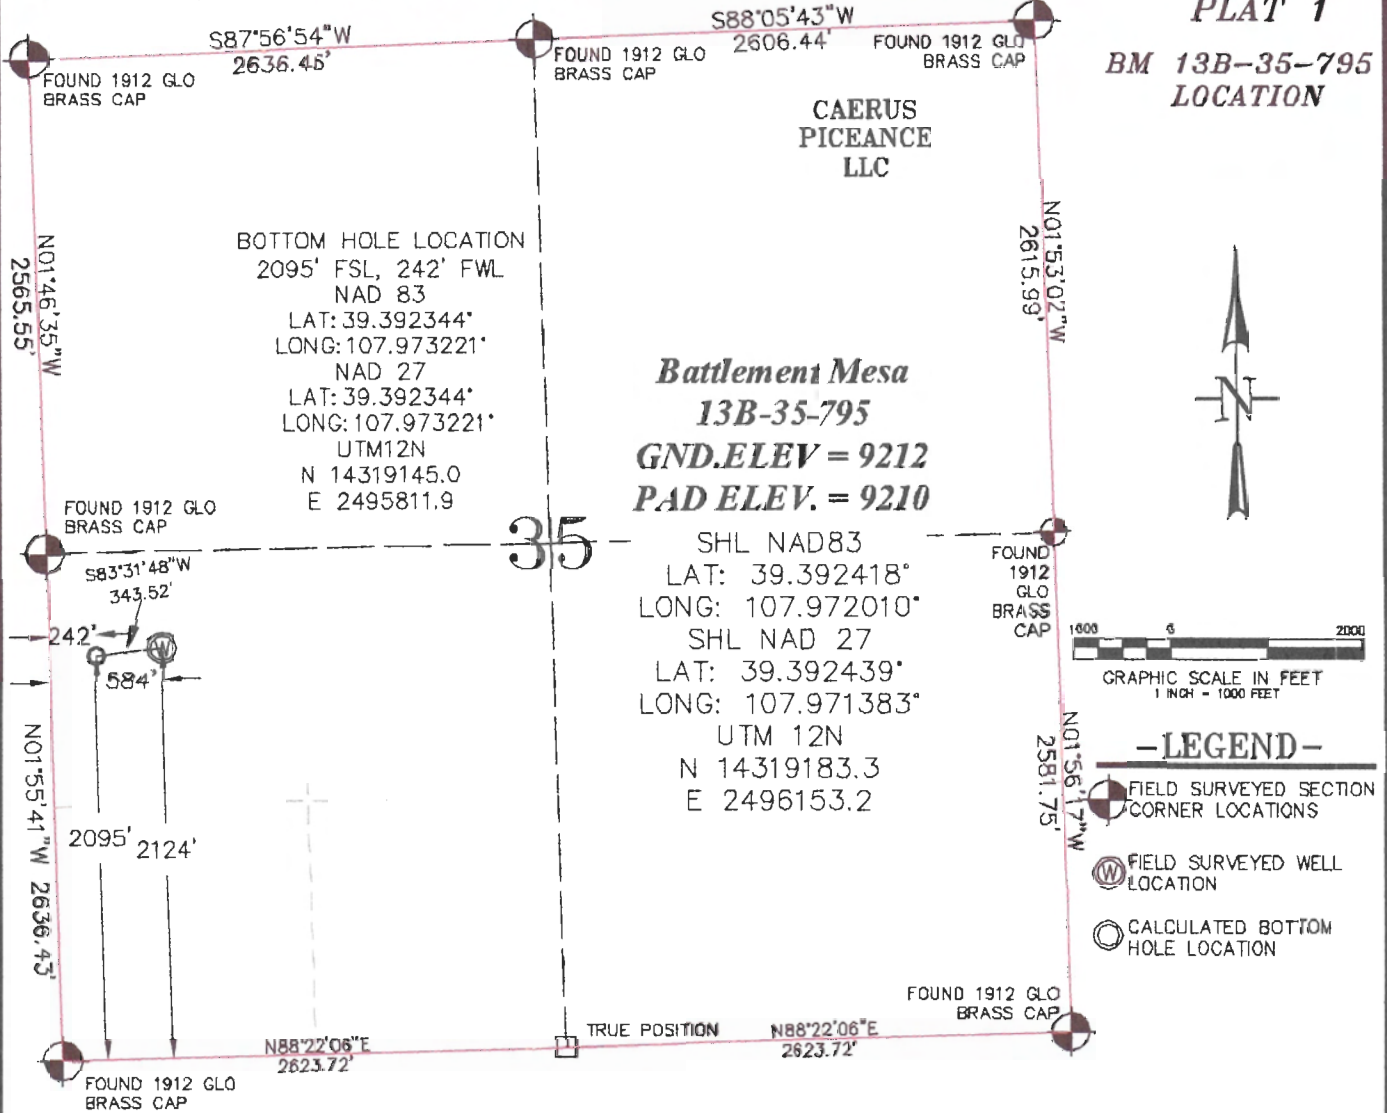 S87°56'54"W
2636.46'
S88°05'43"W
2606.44'
PLAT 1
BM 13B-35-795
LOCATION
FOUND 1912 GLO
BRASS CAP
FOUND 1912 GLO
BRASS CAP
FOUND 1912 GLO
BRASS CAP
CAERUS
PICEANCE
LLC
N01°46'35"W
2565.55'
BOTTOM HOLE LOCATION
2095' FSL, 242' FWL
NAD 83
LAT: 39.392344°
LONG: 107.973221°
NAD 27
LAT: 39.392344°
LONG: 107.973221°
UTM12N
N 14319145.0
E 2495811.9
N01°53'02"W
2615.99'
N
Battlement Mesa
13B-35-795
GND.ELEV = 9212
PAD ELEV. = 9210
SHL NAD83
LAT: 39.392418°
LONG: 107.972010°
SHL NAD 27
LAT: 39.392439°
LONG: 107.971383°
UTM 12N
N 14319183.3
E 2496153.2
FOUND 1912 GLO
BRASS CAP
35
FOUND
1912
GLO
BRASS
CAP
S83°31'48"W
343.52'
242'
W
584'
2095'
2124'
N01°55'41"W 2636.43'
1000 0 2000
GRAPHIC SCALE IN FEET
1 INCH = 1000 FEET
N01°56'17"W
2581.75'
-LEGEND-
FIELD SURVEYED SECTION
CORNER LOCATIONS
W
FIELD SURVEYED WELL
LOCATION
CALCULATED BOTTOM
HOLE LOCATION
FOUND 1912 GLO
BRASS CAP
TRUE POSITION
N88°22'06"E
2623.72'
N88°22'06"E
2623.72'
FOUND 1912 GLO
BRASS CAP